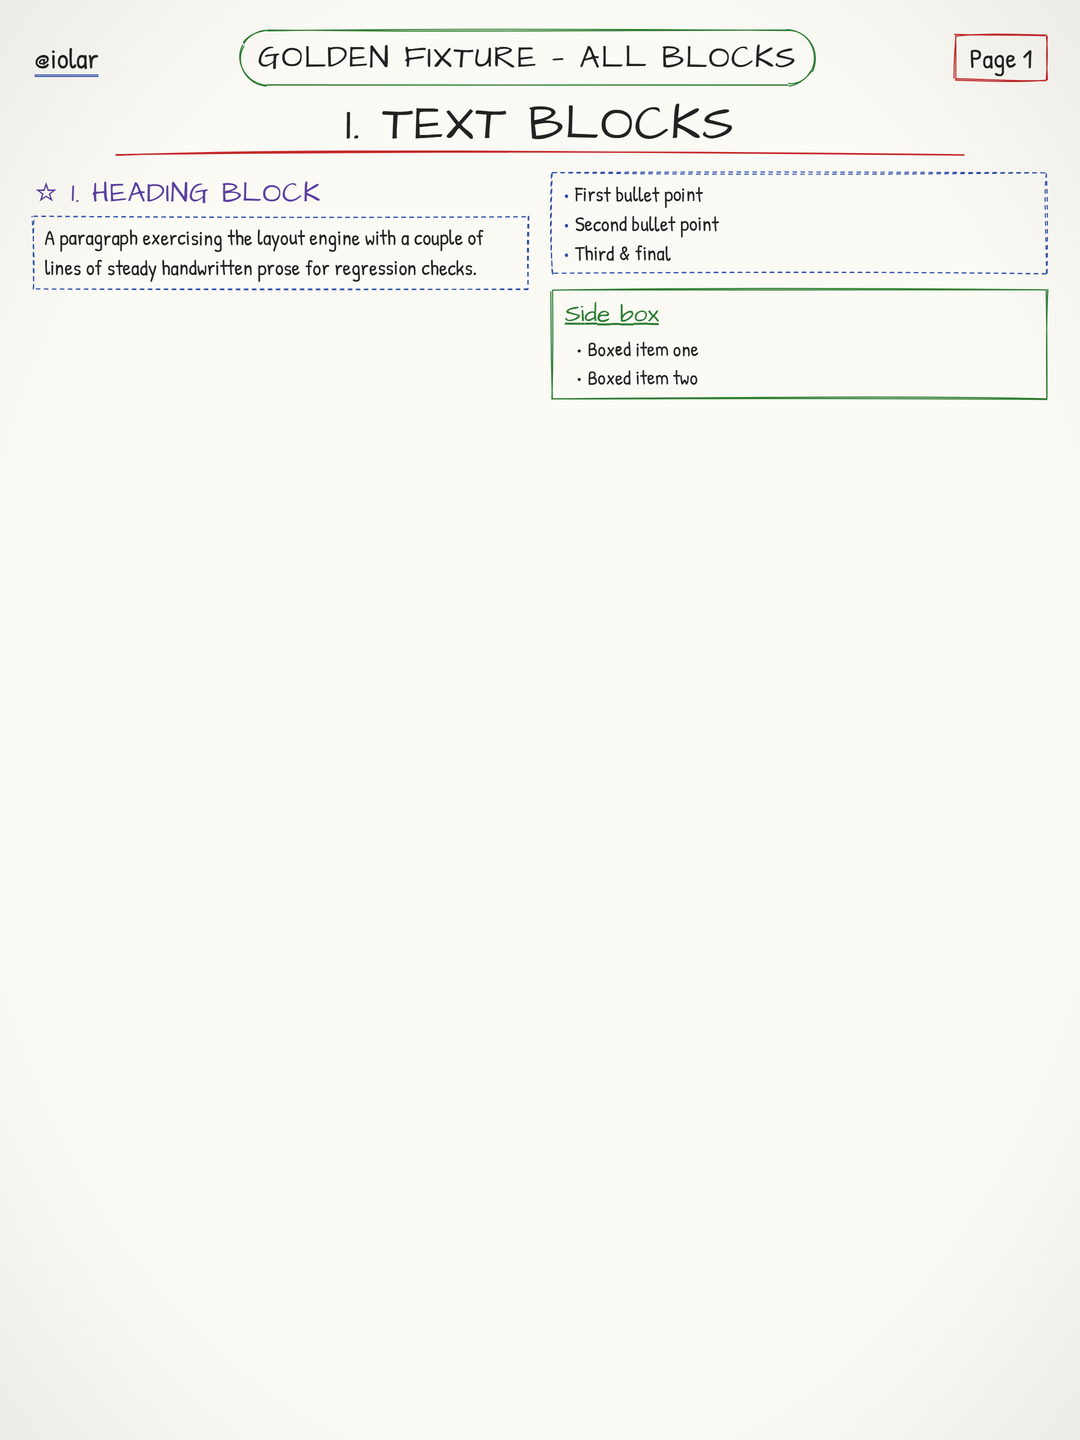 @iolar
GOLDEN FIXTURE - ALL BLOCKS
Page 1
1. TEXT BLOCKS
☆ 1. HEADING BLOCK
A paragraph exercising the layout engine with a couple of
lines of steady handwritten prose for regression checks.
• First bullet point
• Second bullet point
• Third & final
Side box
• Boxed item one
• Boxed item two